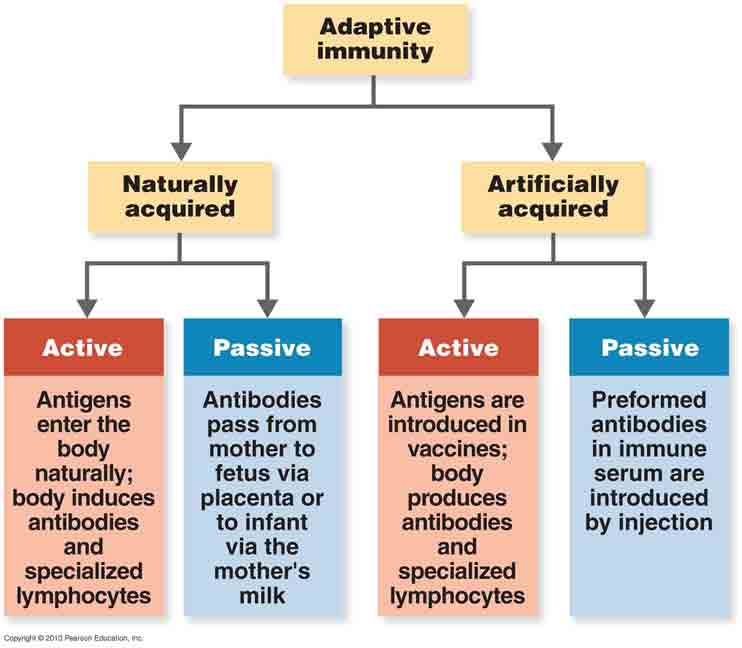 Adaptive
immunity
Naturally
acquired
Artificially
acquired
Active
Antigens
enter the
body
naturally;
body induces
antibodies
and
specialized
lymphocytes
Passive
Antibodies
pass from
mother to
fetus via
placenta or
to infant
via the
mother's
milk
Active
Antigens are
introduced in
vaccines;
body
produces
antibodies
and
specialized
lymphocytes
Passive
Preformed
antibodies
in immune
serum are
introduced
by injection
Copyright © 2010 Pearson Education, Inc.